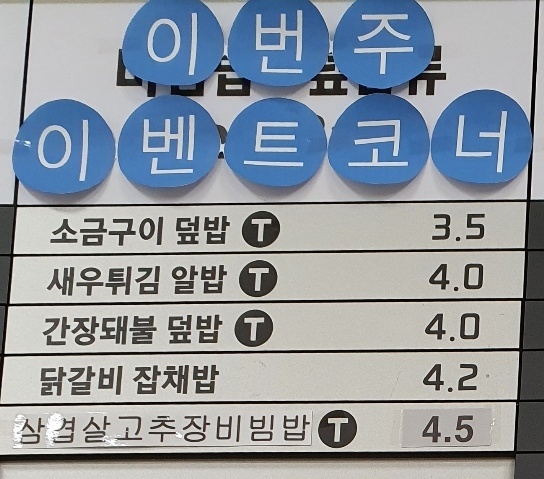 이번주
이벤트코너
소금구이 덮밥 T 3.5
새우튀김 알밥 T 4.0
간장돼불 덮밥 T 4.0
닭갈비 잡채밥 4.2
삼겹살고추장비빔밥 T 4.5